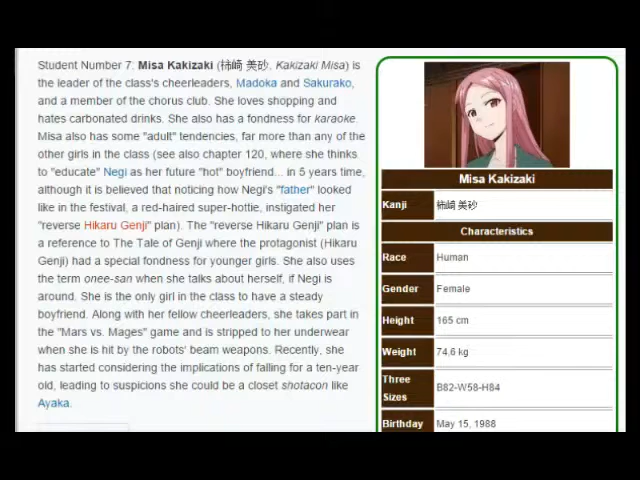 Student Number 7: Misa Kakizaki (柿崎 美砂, Kakizaki Misa) is
the leader of the class's cheerleaders, Madoka and Sakurako,
and a member of the chorus club. She loves shopping and
hates carbonated drinks. She also has a fondness for karaoke.
Misa also has some "adult" tendencies, far more than any of the
other girls in the class (see also chapter 120, where she thinks
to "educate" Negi as her future "hot" boyfriend... in 5 years time,
although it is believed that noticing how Negi's "father" looked
like in the festival, a red-haired super-hottie, instigated her
"reverse Hikaru Genji" plan). The "reverse Hikaru Genji" plan is
a reference to The Tale of Genji where the protagonist (Hikaru
Genji) had a special fondness for younger girls. She also uses
the term onee-san when she talks about herself, if Negi is
around. She is the only girl in the class to have a steady
boyfriend. Along with her fellow cheerleaders, she takes part in
the "Mars vs. Mages" game and is stripped to her underwear
when she is hit by the robots' beam weapons. Recently, she
has started considering the implications of falling for a ten-year
old, leading to suspicions she could be a closet shotacon like
Ayaka.
Misa Kakizaki
Kanji 柿崎 美砂
Characteristics
Race Human
Gender Female
Height 165 cm
Weight 74,6 kg
Three
Sizes B82-W58-H84
Birthday May 15, 1988